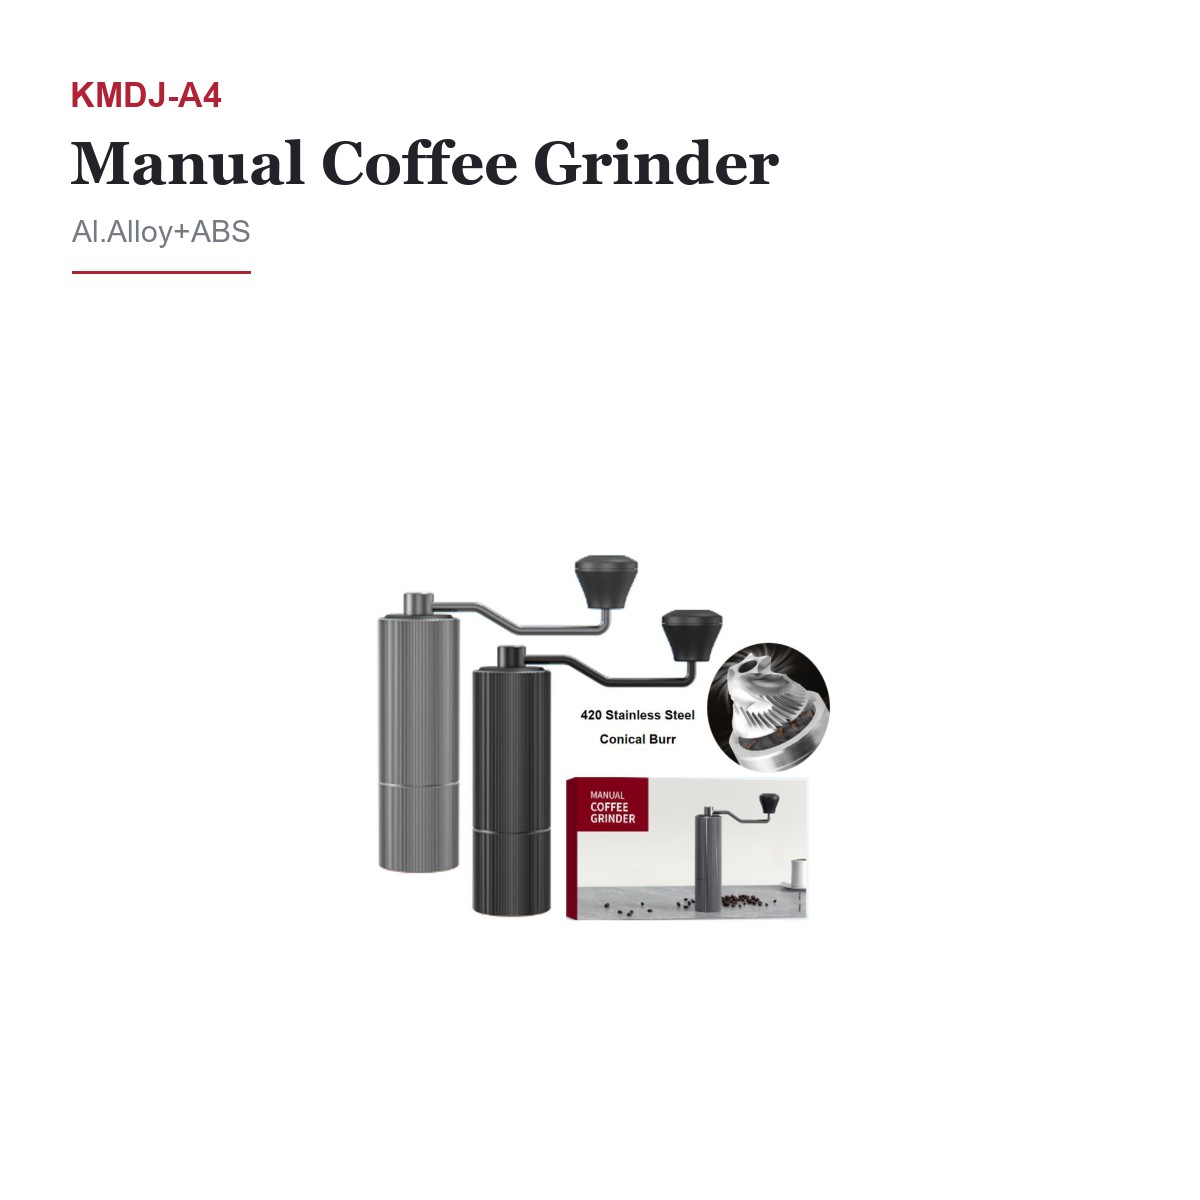 KMDJ-A4
Manual Coffee Grinder
Al.Alloy+ABS
420 Stainless Steel
Conical Burr
MANUAL
COFFEE
GRINDER